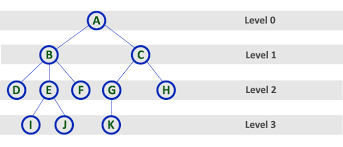 A Level 0
B C Level 1
D E F G H Level 2
I J K Level 3